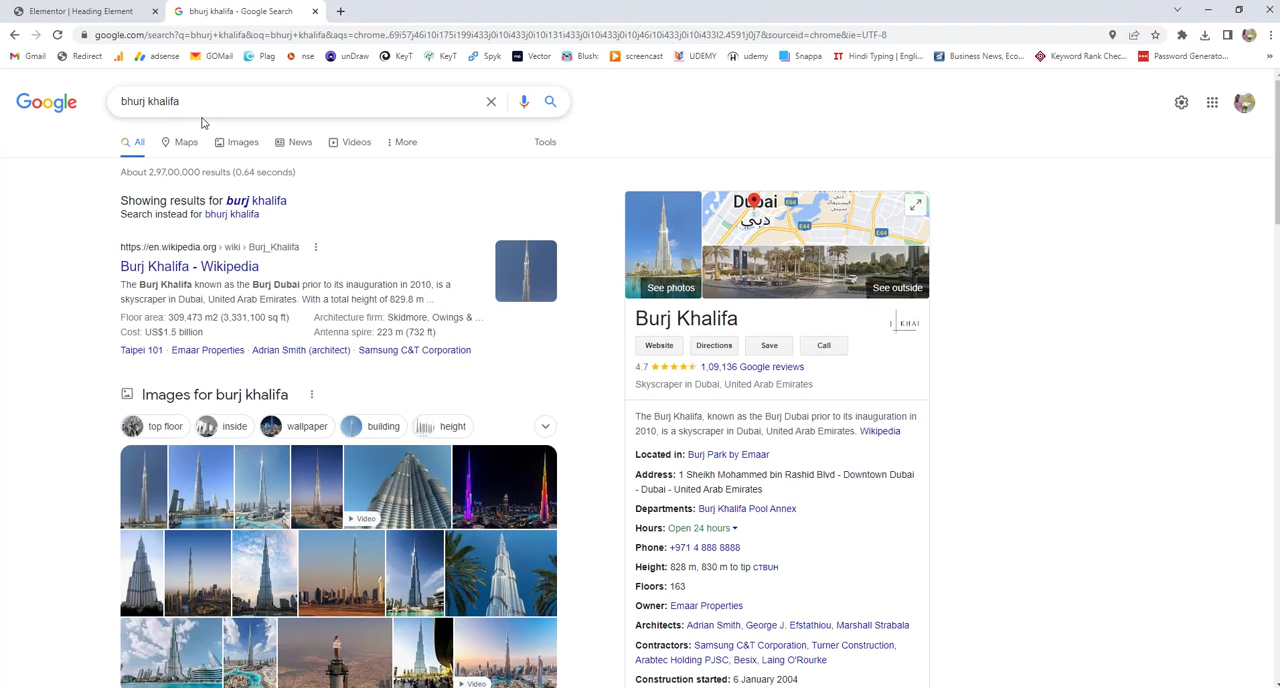 Elementor | Heading Element
bhurj khalifa - Google Search
google.com/search?q=bhurj+khalifa&oq=bhurj+khalifa&aqs=chrome..69i57j46i10i175i199i433j0i10i433j0i10i131i433j0i10i433j0i10j46i10i433j0i10i433l2.4591j0j7&sourceid=chrome&ie=UTF-8
Gmail Redirect adsense GOMail Plag nse unDraw KeyT KeyT Spyk Vector Blush: screencast UDEMY udemy Snappa Hindi Typing | Engli... Business News, Eco... Keyword Rank Chec... Password Generato... »
Google
bhurj khalifa
All Maps Images News Videos More Tools
About 2,97,00,000 results (0.64 seconds)
Showing results for burj khalifa
Search instead for bhurj khalifa
https://en.wikipedia.org › wiki › Burj_Khalifa
Burj Khalifa - Wikipedia
The Burj Khalifa known as the Burj Dubai prior to its inauguration in 2010, is a
skyscraper in Dubai, United Arab Emirates. With a total height of 829.8 m ...
Floor area: 309,473 m2 (3,331,100 sq ft) Architecture firm: Skidmore, Owings & ...
Cost: US$1.5 billion Antenna spire: 223 m (732 ft)
Taipei 101 · Emaar Properties · Adrian Smith (architect) · Samsung C&T Corporation
Images for burj khalifa
top floor inside wallpaper building height
Video
Video
Dubai
دبي
E66
E44
E44
See photos
See outside
Burj Khalifa
KHAI
Website Directions Save Call
4.7 1,09,136 Google reviews
Skyscraper in Dubai, United Arab Emirates
The Burj Khalifa, known as the Burj Dubai prior to its inauguration in
2010, is a skyscraper in Dubai, United Arab Emirates. Wikipedia
Located in: Burj Park by Emaar
Address: 1 Sheikh Mohammed bin Rashid Blvd - Downtown Dubai
- Dubai - United Arab Emirates
Departments: Burj Khalifa Pool Annex
Hours: Open 24 hours
Phone: +971 4 888 8888
Height: 828 m, 830 m to tip CTBUH
Floors: 163
Owner: Emaar Properties
Architects: Adrian Smith, George J. Efstathiou, Marshall Strabala
Contractors: Samsung C&T Corporation, Turner Construction,
Arabtec Holding PJSC, Besix, Laing O'Rourke
Construction started: 6 January 2004